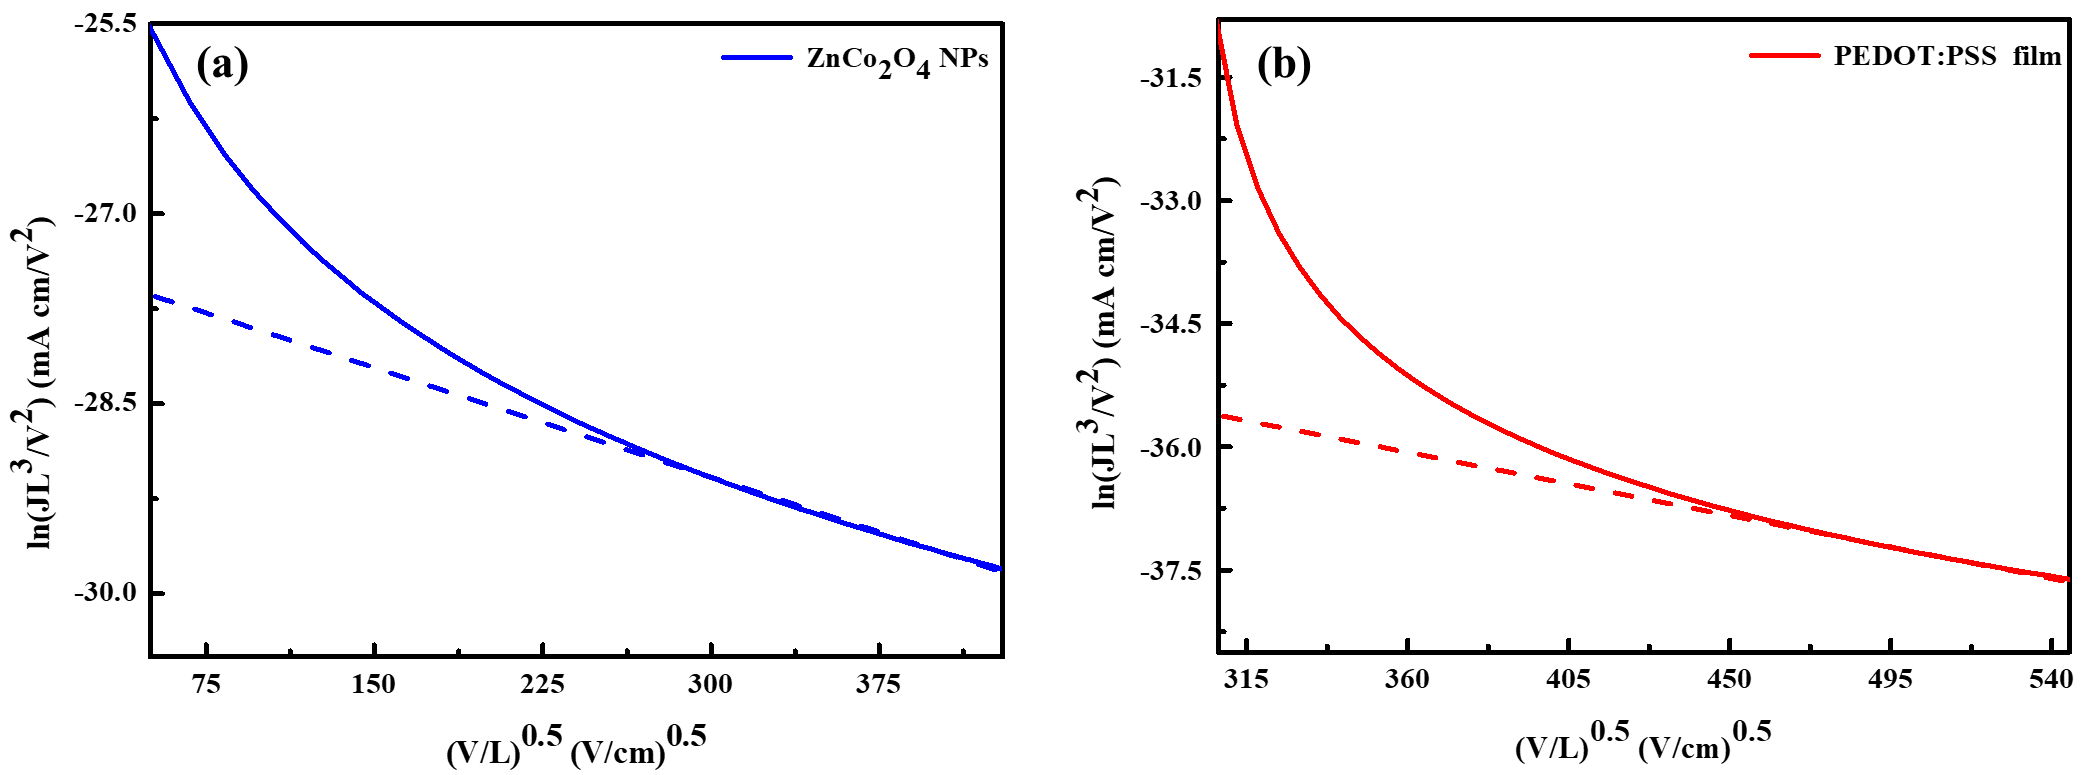 (a)
ZnCo2O4 NPs
-25.5
-27.0
-28.5
-30.0
ln(JL3/V2) (mA cm/V2)
75 150 225 300 375
(V/L)0.5 (V/cm)0.5
(b)
PEDOT:PSS film
-31.5
-33.0
-34.5
-36.0
-37.5
ln(JL3/V2) (mA cm/V2)
315 360 405 450 495 540
(V/L)0.5 (V/cm)0.5